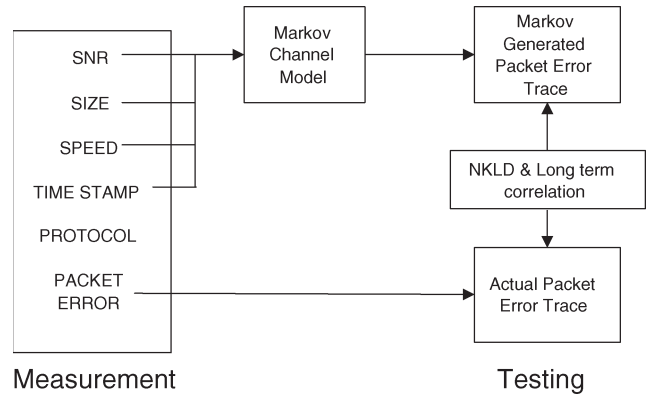 SNR
SIZE
SPEED
TIME STAMP
PROTOCOL
PACKET
ERROR
Measurement
Markov
Channel
Model
Markov
Generated
Packet Error
Trace
NKLD & Long term
correlation
Actual Packet
Error Trace
Testing